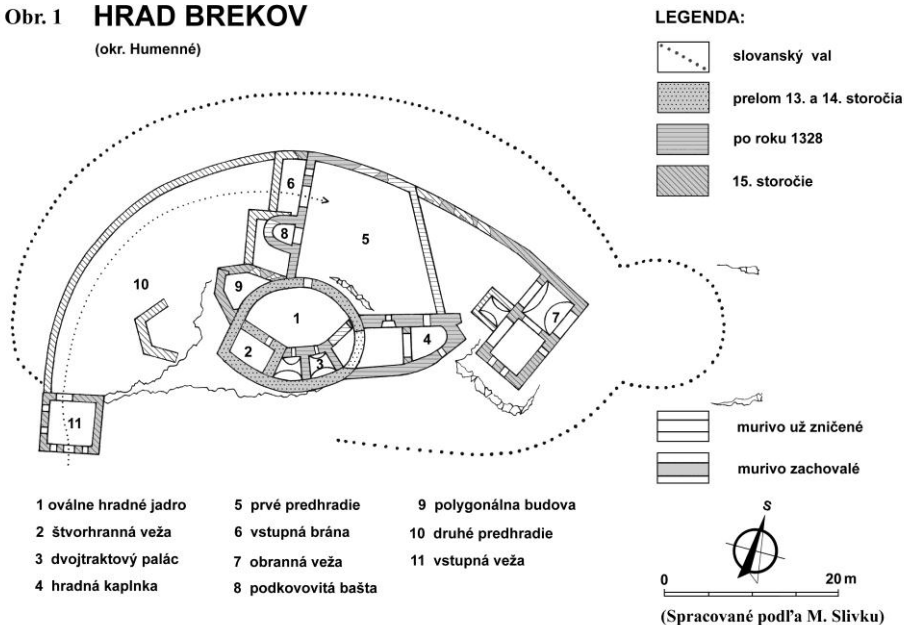 Obr. 1 HRAD BREKOV
(okr. Humenné)
LEGENDA:
slovanský val
prelom 13. a 14. storočia
po roku 1328
15. storočie
6
8
5
10
9
1
7
2
3
4
11
murivo už zničené
murivo zachovalé
1 oválne hradné jadro
2 štvorhranná veža
3 dvojtraktový palác
4 hradná kaplnka
5 prvé predhradie
6 vstupná brána
7 obranná veža
8 podkovovitá bašta
9 polygonálna budova
10 druhé predhradie
11 vstupná veža
S
0 20 m
(Spracované podľa M. Slivku)